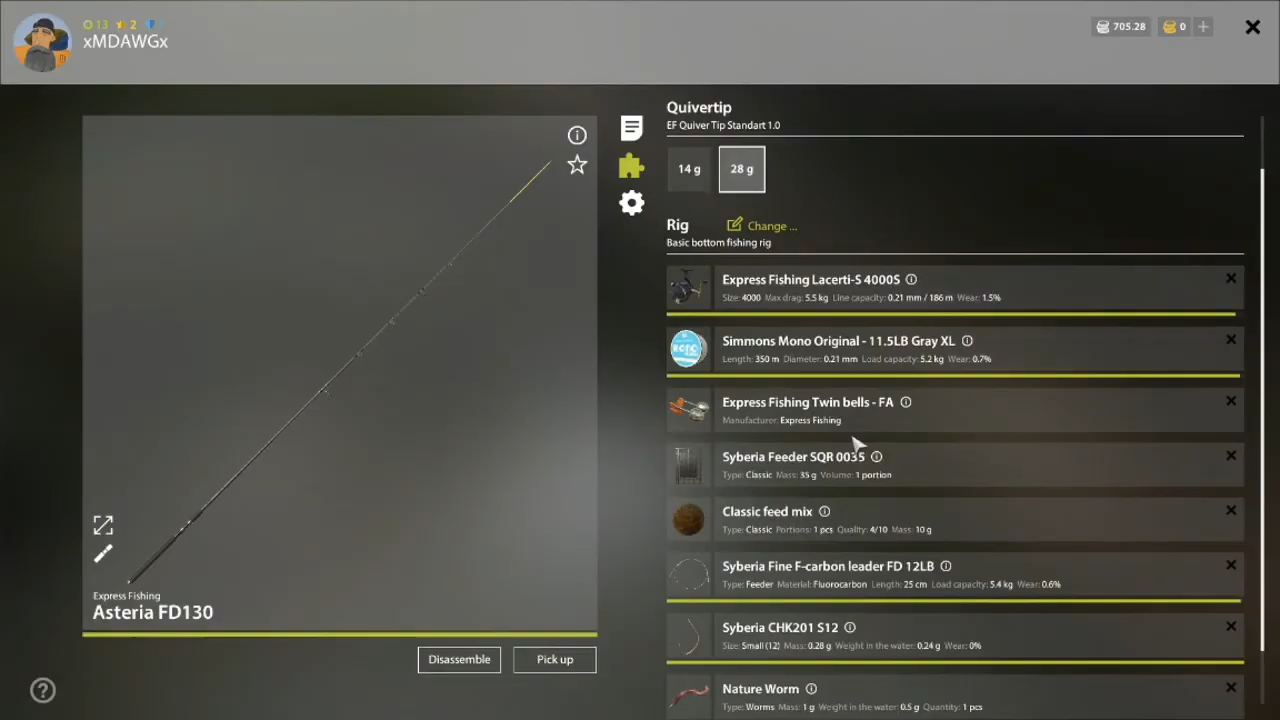 13 2
xMDAWGx
705.28 0 +
Quivertip
EF Quiver Tip Standart 1.0
14 g 28 g
Rig Change ...
Basic bottom fishing rig
Express Fishing Lacerti-S 4000S
Size: 4000 Max drag: 5.5 kg Line capacity: 0.21 mm / 186 m Wear: 1.5%
Simmons Mono Original - 11.5LB Gray XL
Length: 350 m Diameter: 0.21 mm Load capacity: 5.2 kg Wear: 0.7%
Express Fishing Twin bells - FA
Manufacturer: Express Fishing
Syberia Feeder SQR 0035
Type: Classic Mass: 35 g Volume: 1 portion
Classic feed mix
Type: Classic Portions: 1 pcs Quality: 4/10 Mass: 10 g
Syberia Fine F-carbon leader FD 12LB
Type: Feeder Material: Fluorocarbon Length: 25 cm Load capacity: 5.4 kg Wear: 0.6%
Syberia CHK201 S12
Size: Small (12) Mass: 0.28 g Weight in the water: 0.24 g Wear: 0%
Nature Worm
Type: Worms Mass: 1 g Weight in the water: 0.5 g Quantity: 1 pcs
Express Fishing
Asteria FD130
Disassemble Pick up
?